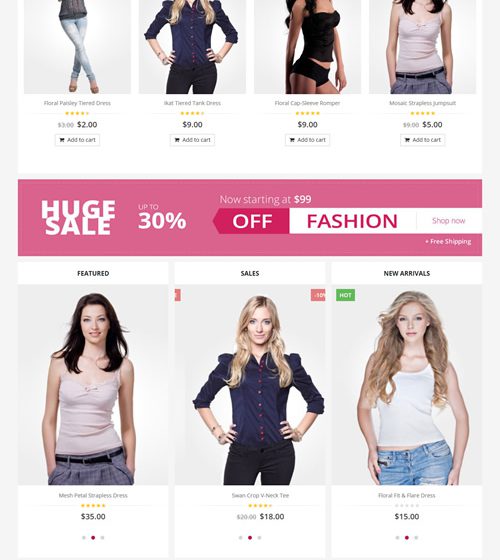 Floral Paisley Tiered Dress
$3.00 $2.00
Add to cart
Ikat Tiered Tank Dress
$9.00
Add to cart
Floral Cap-Sleeve Romper
$9.00
Add to cart
Mosaic Strapless Jumpsuit
$9.00 $5.00
Add to cart
HUGE
SALE
UP TO
30%
Now starting at $99
OFF FASHION
Shop now
+ Free Shipping
FEATURED
SALES
NEW ARRIVALS
-10%
HOT
Mesh Petal Strapless Dress
$35.00
Swan Crop V-Neck Tee
$20.00 $18.00
Floral Fit & Flare Dress
$15.00